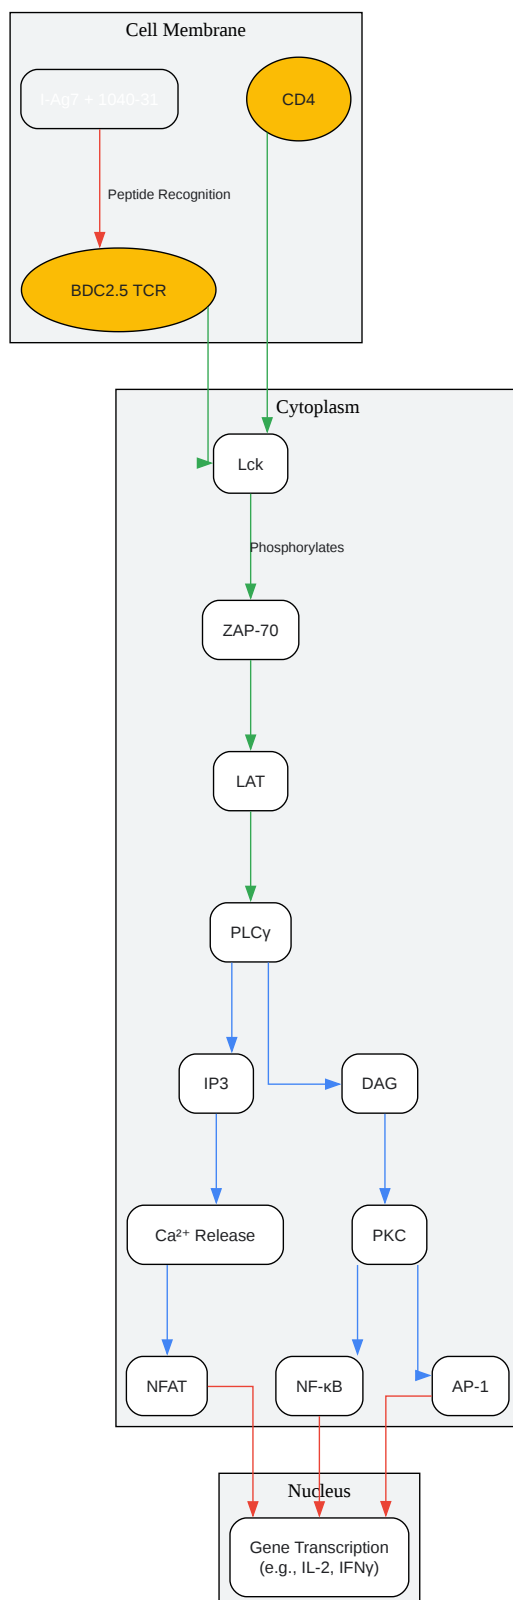 Cell Membrane
I-Ag7 + 1040-31
CD4
Peptide Recognition
BDC2.5 TCR
Cytoplasm
Lck
Phosphorylates
ZAP-70
LAT
PLCγ
IP3
DAG
Ca²⁺ Release
PKC
NFAT
NF-κB
AP-1
Nucleus
Gene Transcription
(e.g., IL-2, IFNγ)